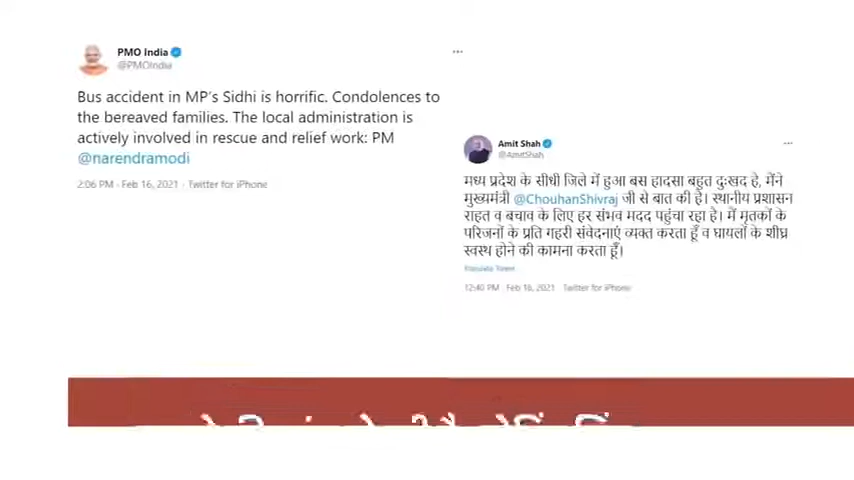 PMO India
@PMOIndia
Bus accident in MP's Sidhi is horrific. Condolences to
the bereaved families. The local administration is
actively involved in rescue and relief work: PM
@narendramodi
2:06 PM · Feb 16, 2021 · Twitter for iPhone
Amit Shah
@AmitShah
मध्य प्रदेश के सीधी जिले में हुआ बस हादसा बहुत दुःखद है, मैंने
मुख्यमंत्री @ChouhanShivraj जी से बात की है। स्थानीय प्रशासन
राहत व बचाव के लिए हर संभव मदद पहुंचा रहा है। मैं मृतकों के
परिजनों के प्रति गहरी संवेदनाएं व्यक्त करता हूँ व घायलों के शीघ्र
स्वस्थ होने की कामना करता हूँ।
Translate Tweet
12:40 PM · Feb 16, 2021 · Twitter for iPhone